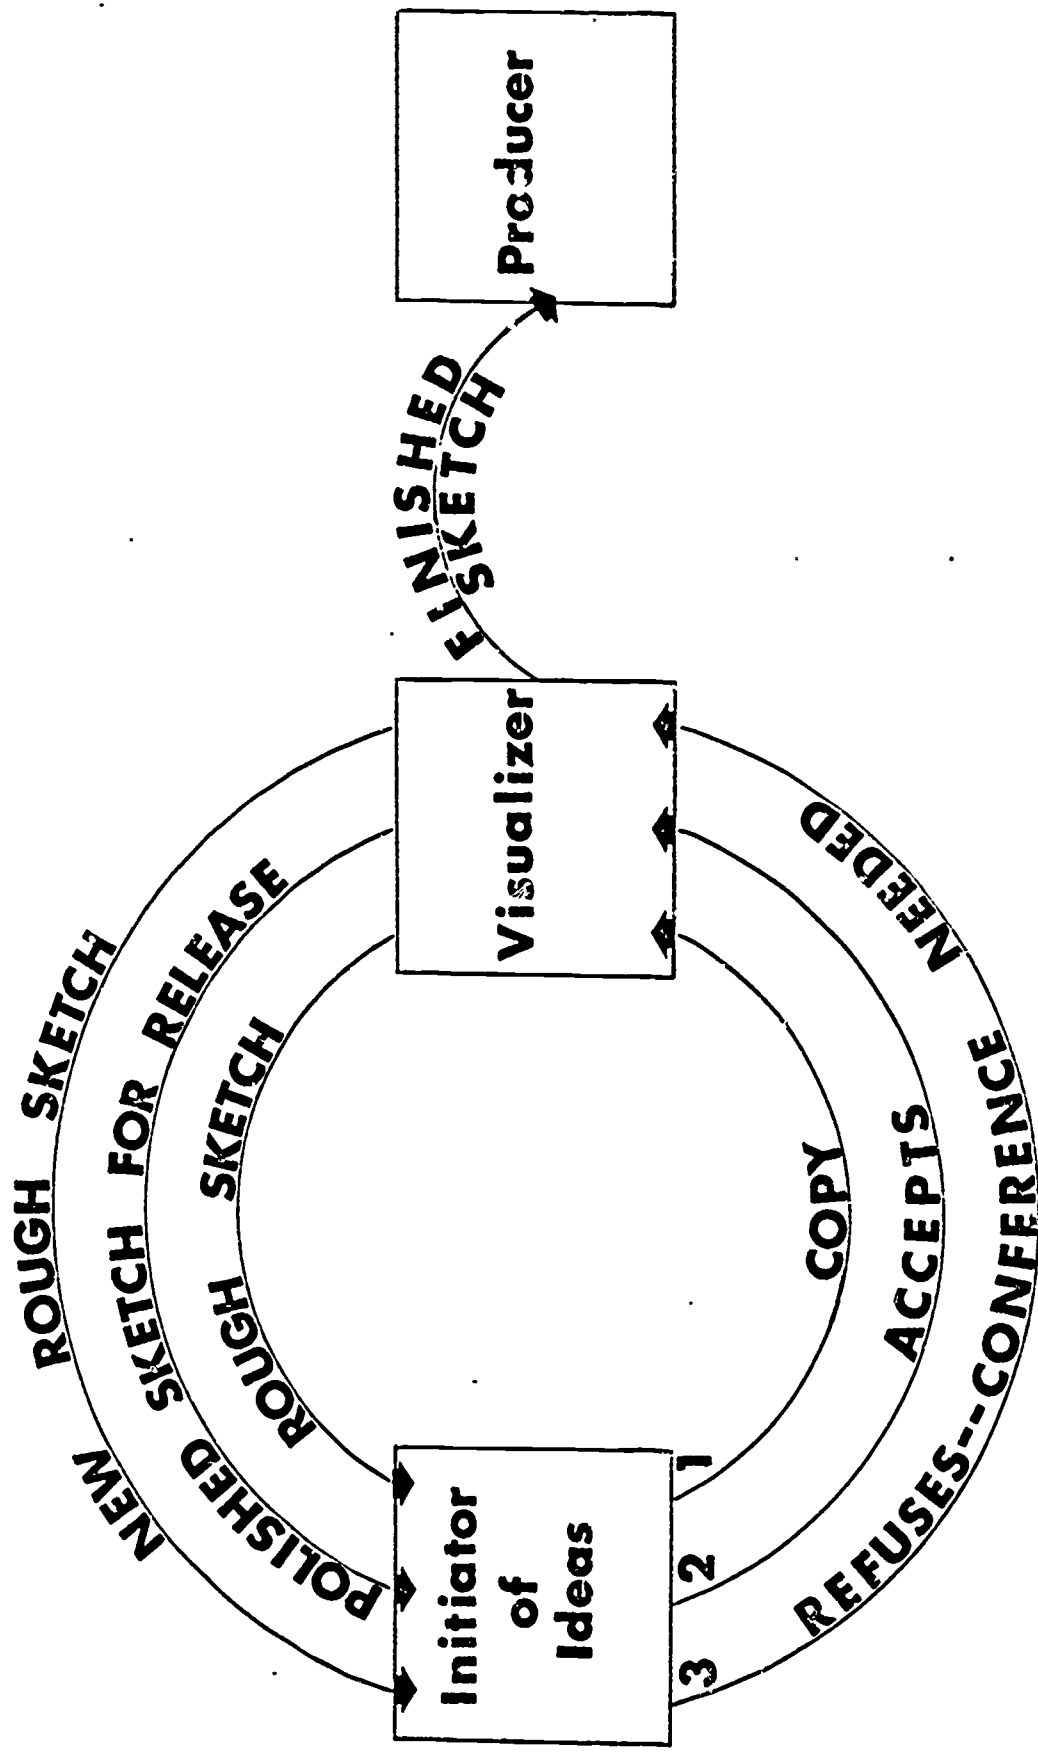 NEW ROUGH SKETCH
POLISHED SKETCH FOR RELEASE
ROUGH SKETCH
Initiator
of
Ideas
Visualizer
FINISHED
SKETCH
Producer
1
COPY
2
ACCEPTS
3
REFUSES--CONFERENCE NEEDED